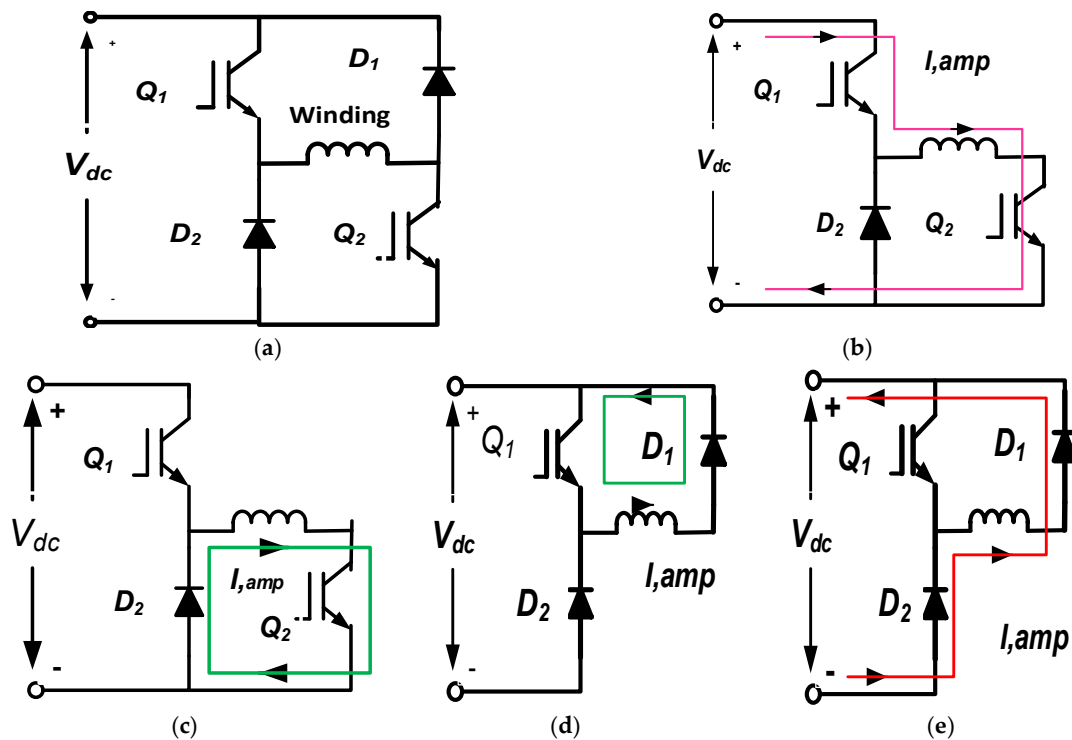 +
Q1
D1
Winding
Vdc
D2
Q2
-
(a)
+
I,amp
Q1
Vdc
D2
Q2
-
(b)
+
Q1
Vdc
I,amp
D2
Q2
-
(c)
+
Q1
D1
Vdc
I,amp
D2
-
(d)
+
Q1
D1
Vdc
D2
I,amp
-
(e)